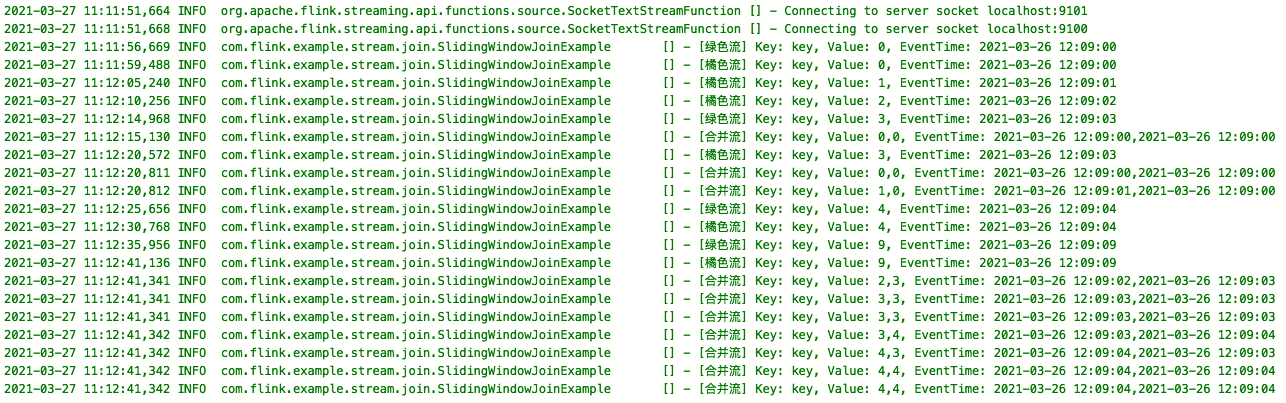 2021-03-27 11:11:51,664 INFO  org.apache.flink.streaming.api.functions.source.SocketTextStreamFunction [] - Connecting to server socket localhost:9101
2021-03-27 11:11:51,668 INFO  org.apache.flink.streaming.api.functions.source.SocketTextStreamFunction [] - Connecting to server socket localhost:9100
2021-03-27 11:11:56,669 INFO  com.flink.example.stream.join.SlidingWindowJoinExample       [] - [绿色流] Key: key, Value: 0, EventTime: 2021-03-26 12:09:00
2021-03-27 11:11:59,488 INFO  com.flink.example.stream.join.SlidingWindowJoinExample       [] - [橘色流] Key: key, Value: 0, EventTime: 2021-03-26 12:09:00
2021-03-27 11:12:05,240 INFO  com.flink.example.stream.join.SlidingWindowJoinExample       [] - [橘色流] Key: key, Value: 1, EventTime: 2021-03-26 12:09:01
2021-03-27 11:12:10,256 INFO  com.flink.example.stream.join.SlidingWindowJoinExample       [] - [橘色流] Key: key, Value: 2, EventTime: 2021-03-26 12:09:02
2021-03-27 11:12:14,968 INFO  com.flink.example.stream.join.SlidingWindowJoinExample       [] - [绿色流] Key: key, Value: 3, EventTime: 2021-03-26 12:09:03
2021-03-27 11:12:15,130 INFO  com.flink.example.stream.join.SlidingWindowJoinExample       [] - [合并流] Key: key, Value: 0,0, EventTime: 2021-03-26 12:09:00,2021-03-26 12:09:00
2021-03-27 11:12:20,572 INFO  com.flink.example.stream.join.SlidingWindowJoinExample       [] - [橘色流] Key: key, Value: 3, EventTime: 2021-03-26 12:09:03
2021-03-27 11:12:20,811 INFO  com.flink.example.stream.join.SlidingWindowJoinExample       [] - [合并流] Key: key, Value: 0,0, EventTime: 2021-03-26 12:09:00,2021-03-26 12:09:00
2021-03-27 11:12:20,812 INFO  com.flink.example.stream.join.SlidingWindowJoinExample       [] - [合并流] Key: key, Value: 1,0, EventTime: 2021-03-26 12:09:01,2021-03-26 12:09:00
2021-03-27 11:12:25,656 INFO  com.flink.example.stream.join.SlidingWindowJoinExample       [] - [绿色流] Key: key, Value: 4, EventTime: 2021-03-26 12:09:04
2021-03-27 11:12:30,768 INFO  com.flink.example.stream.join.SlidingWindowJoinExample       [] - [橘色流] Key: key, Value: 4, EventTime: 2021-03-26 12:09:04
2021-03-27 11:12:35,956 INFO  com.flink.example.stream.join.SlidingWindowJoinExample       [] - [绿色流] Key: key, Value: 9, EventTime: 2021-03-26 12:09:09
2021-03-27 11:12:41,136 INFO  com.flink.example.stream.join.SlidingWindowJoinExample       [] - [橘色流] Key: key, Value: 9, EventTime: 2021-03-26 12:09:09
2021-03-27 11:12:41,341 INFO  com.flink.example.stream.join.SlidingWindowJoinExample       [] - [合并流] Key: key, Value: 2,3, EventTime: 2021-03-26 12:09:02,2021-03-26 12:09:03
2021-03-27 11:12:41,341 INFO  com.flink.example.stream.join.SlidingWindowJoinExample       [] - [合并流] Key: key, Value: 3,3, EventTime: 2021-03-26 12:09:03,2021-03-26 12:09:03
2021-03-27 11:12:41,341 INFO  com.flink.example.stream.join.SlidingWindowJoinExample       [] - [合并流] Key: key, Value: 3,3, EventTime: 2021-03-26 12:09:03,2021-03-26 12:09:03
2021-03-27 11:12:41,342 INFO  com.flink.example.stream.join.SlidingWindowJoinExample       [] - [合并流] Key: key, Value: 3,4, EventTime: 2021-03-26 12:09:03,2021-03-26 12:09:04
2021-03-27 11:12:41,342 INFO  com.flink.example.stream.join.SlidingWindowJoinExample       [] - [合并流] Key: key, Value: 4,3, EventTime: 2021-03-26 12:09:04,2021-03-26 12:09:03
2021-03-27 11:12:41,342 INFO  com.flink.example.stream.join.SlidingWindowJoinExample       [] - [合并流] Key: key, Value: 4,4, EventTime: 2021-03-26 12:09:04,2021-03-26 12:09:04
2021-03-27 11:12:41,342 INFO  com.flink.example.stream.join.SlidingWindowJoinExample       [] - [合并流] Key: key, Value: 4,4, EventTime: 2021-03-26 12:09:04,2021-03-26 12:09:04